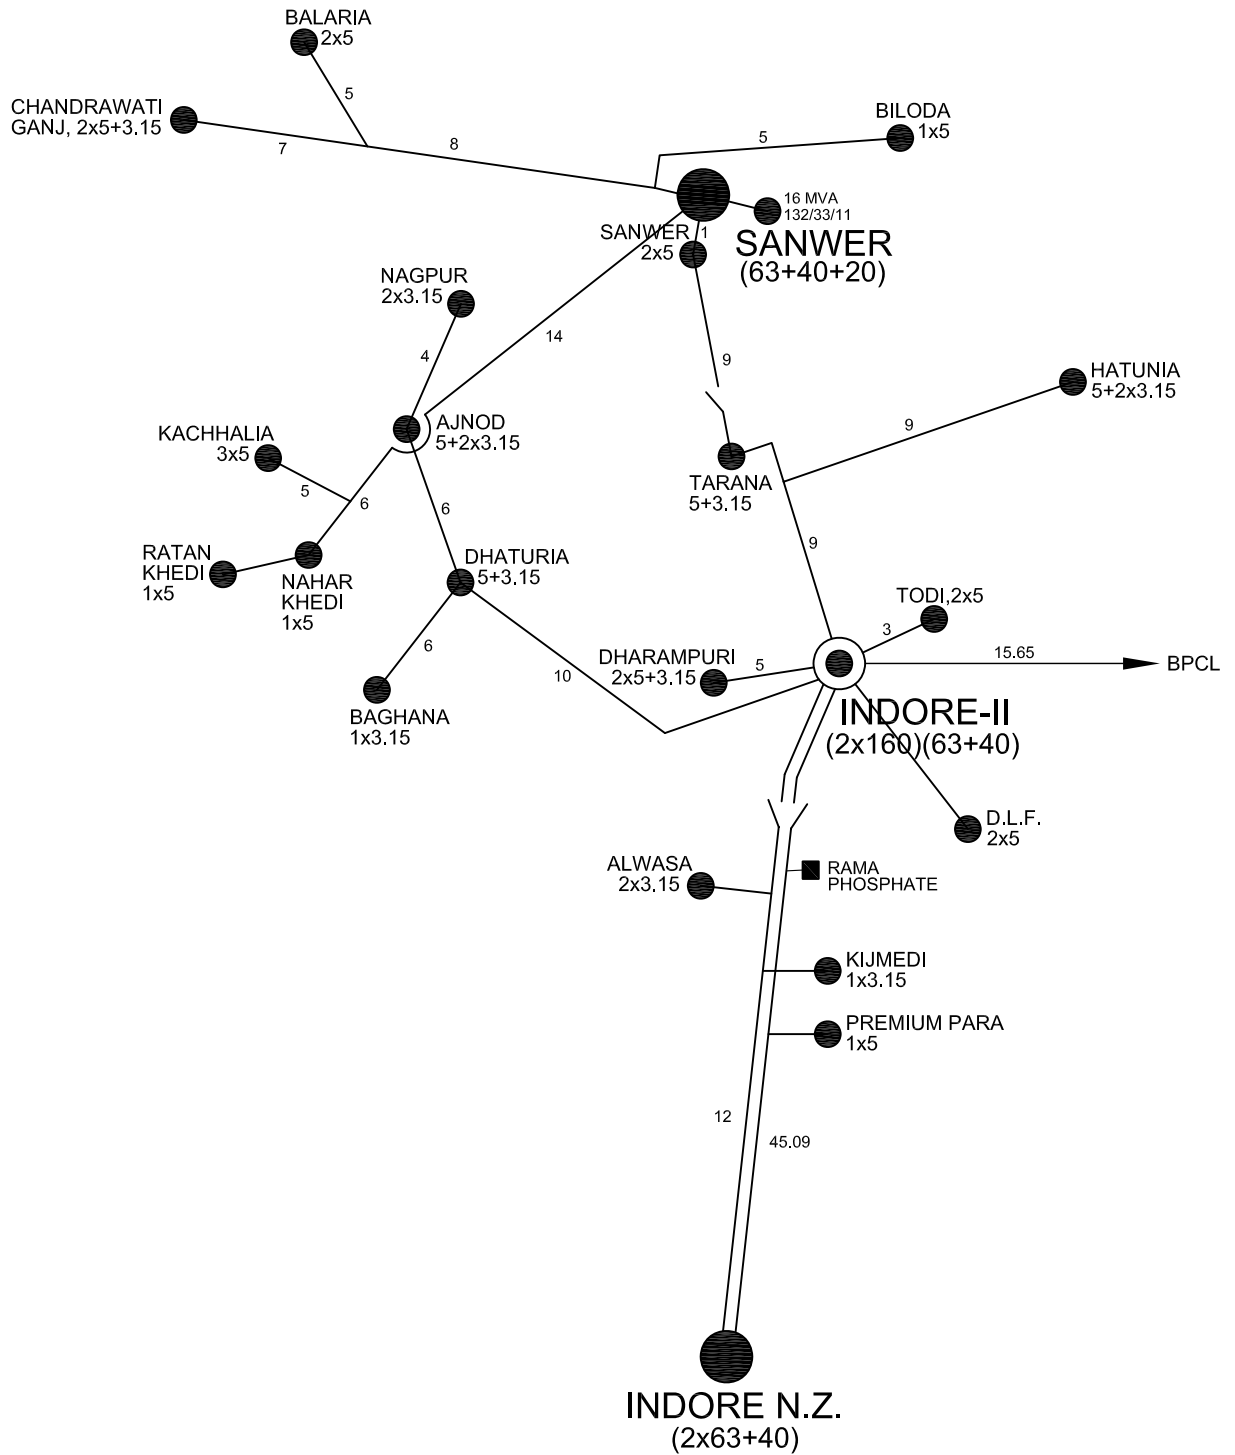 BALARIA
2x5
CHANDRAWATI
GANJ, 2x5+3.15
5
7
8
BILODA
1x5
5
16 MVA
132/33/11
SANWER
2x5
1
SANWER
(63+40+20)
NAGPUR
2x3.15
14
4
9
HATUNIA
5+2x3.15
9
AJNOD
5+2x3.15
KACHHALIA
3x5
5
6
TARANA
5+3.15
6
9
RATAN
KHEDI
1x5
NAHAR
KHEDI
1x5
DHATURIA
5+3.15
TODI,2x5
3
6
10
DHARAMPURI
2x5+3.15
5
15.65
BPCL
BAGHANA
1x3.15
INDORE-II
(2x160)(63+40)
D.L.F.
2x5
ALWASA
2x3.15
RAMA
PHOSPHATE
KIJMEDI
1x3.15
PREMIUM PARA
1x5
12
45.09
INDORE N.Z.
(2x63+40)